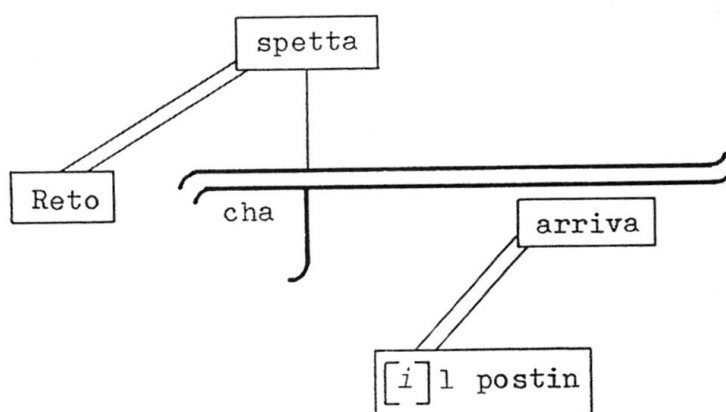 spetta
Reto
cha
arriva
[i]l postin